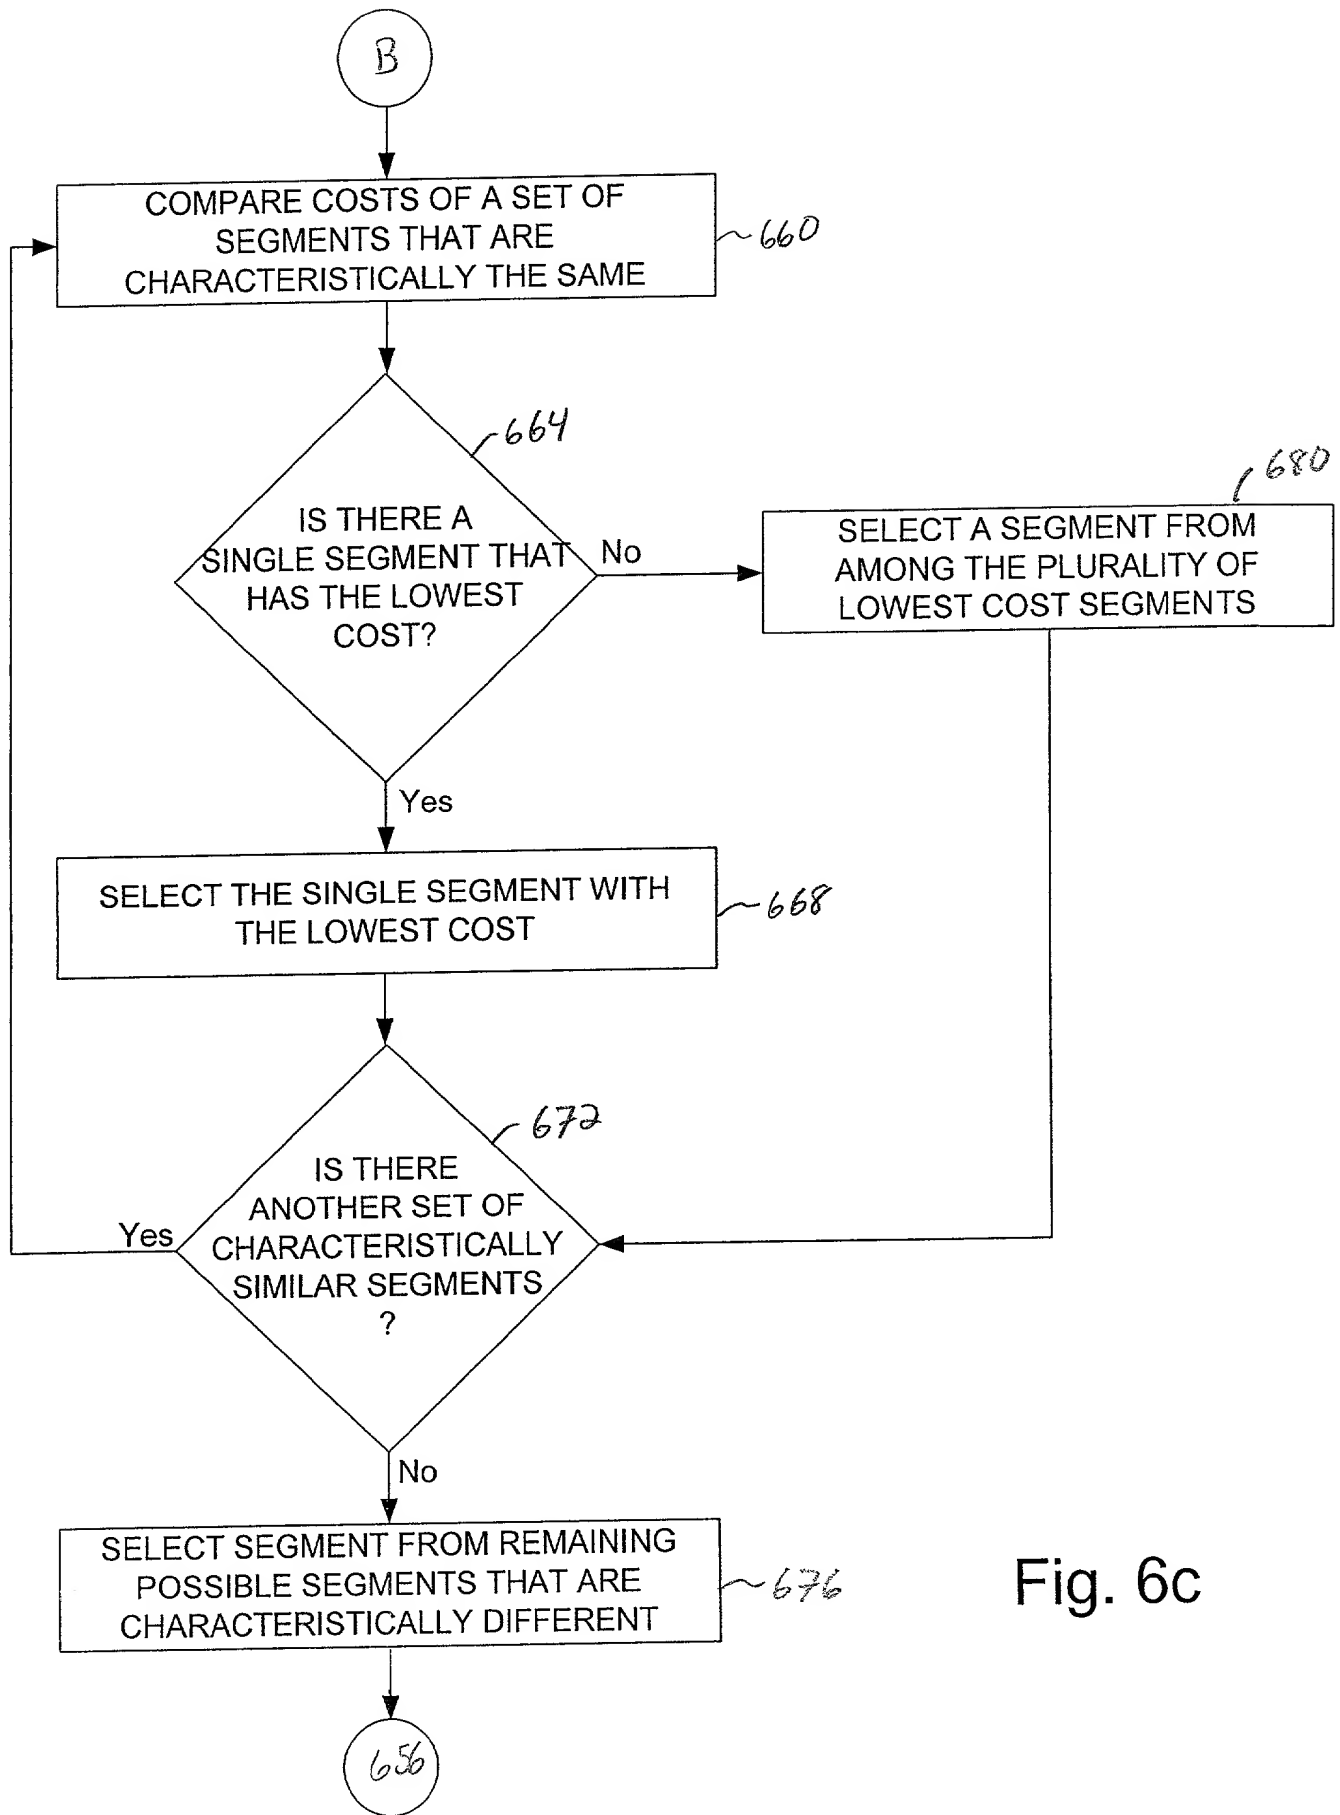 B
COMPARE COSTS OF A SET OF
SEGMENTS THAT ARE
CHARACTERISTICALLY THE SAME
660
664
IS THERE A
SINGLE SEGMENT THAT
HAS THE LOWEST
COST?
No
680
SELECT A SEGMENT FROM
AMONG THE PLURALITY OF
LOWEST COST SEGMENTS
Yes
SELECT THE SINGLE SEGMENT WITH
THE LOWEST COST
668
672
IS THERE
ANOTHER SET OF
CHARACTERISTICALLY
SIMILAR SEGMENTS
?
Yes
No
SELECT SEGMENT FROM REMAINING
POSSIBLE SEGMENTS THAT ARE
CHARACTERISTICALLY DIFFERENT
676
Fig. 6c
656